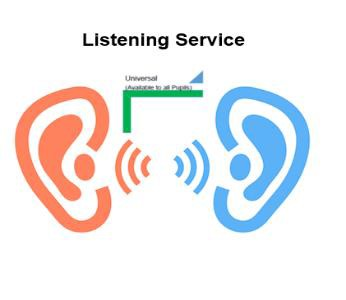 Listening Service
Universal
(Available to all Pupils)